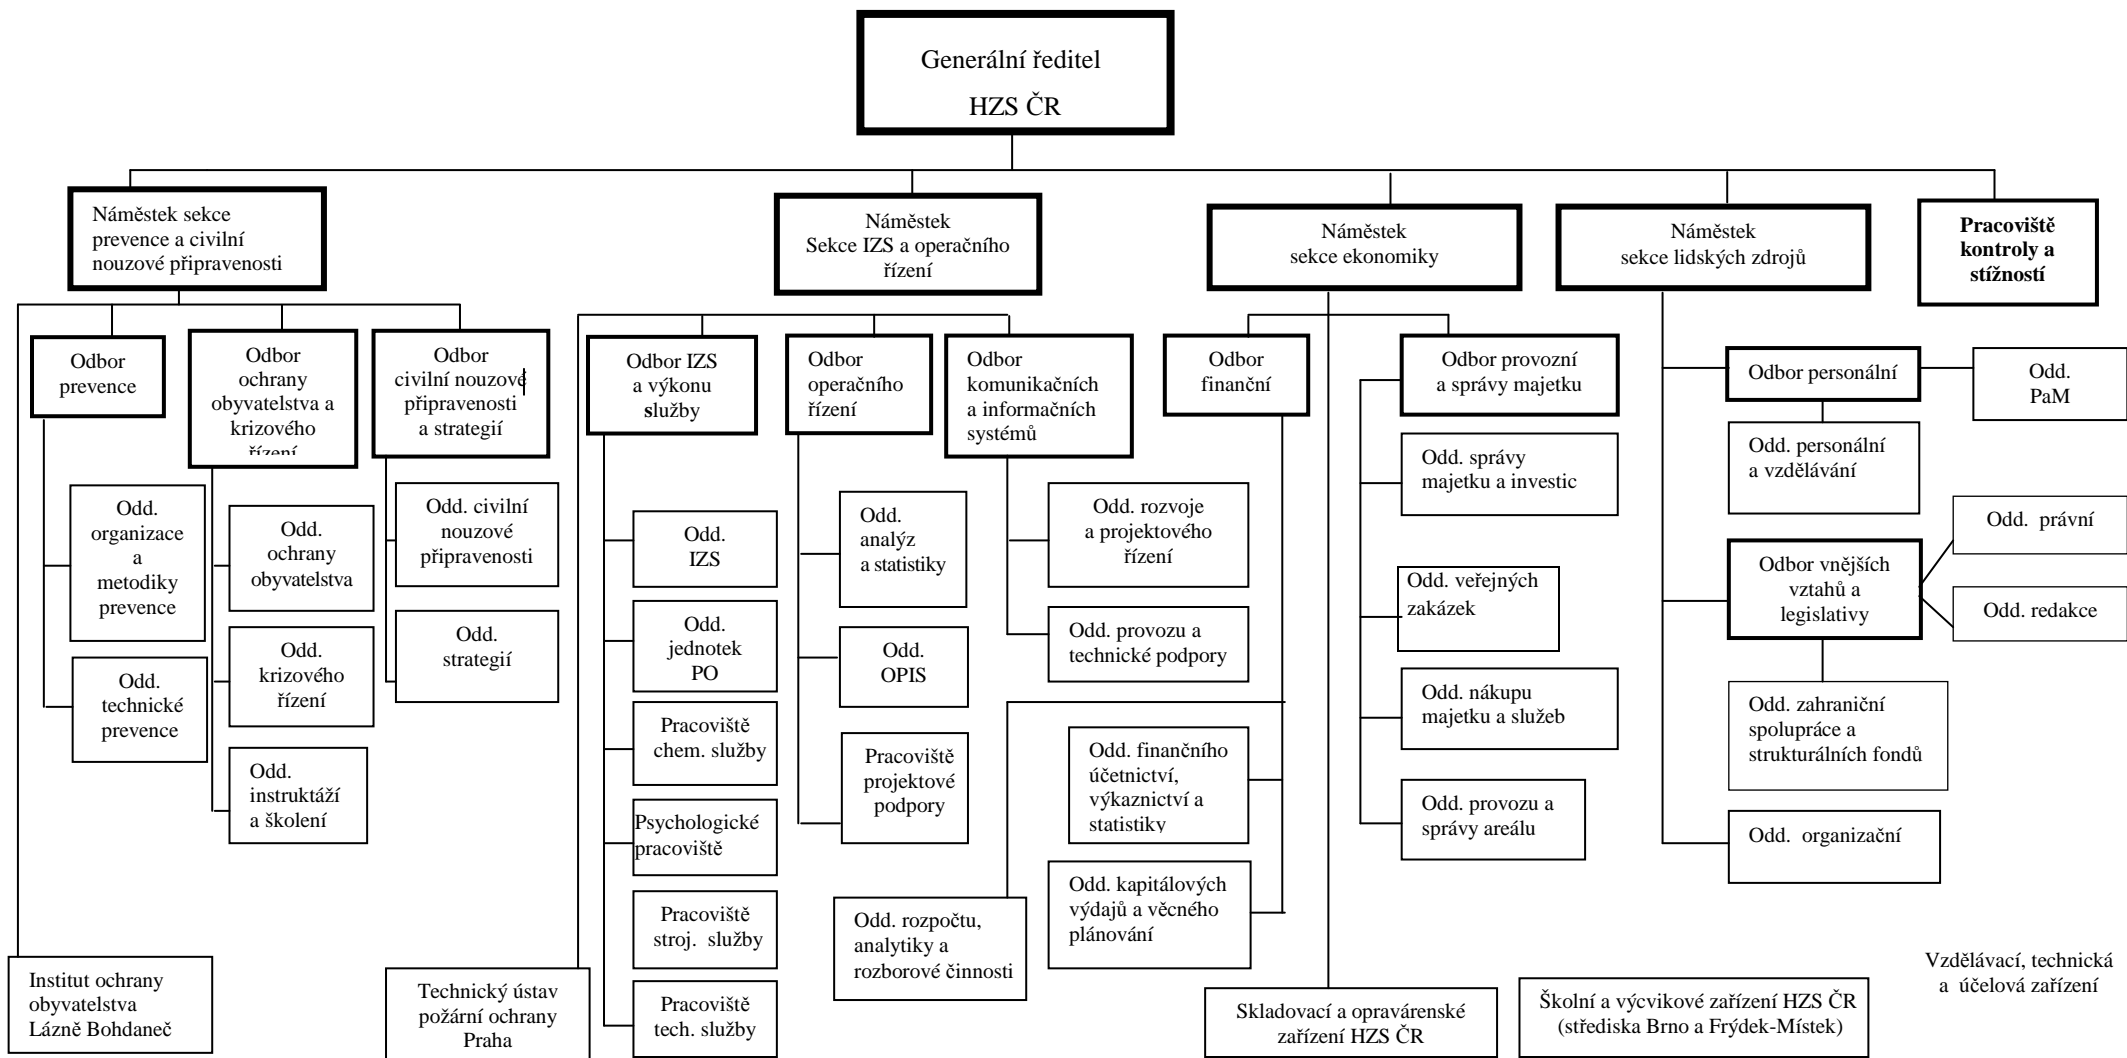 Generální ředitel
HZS ČR
Náměstek sekce
prevence a civilní
nouzové připravenosti
Náměstek
Sekce IZS a operačního
řízení
Náměstek
sekce ekonomiky
Náměstek
sekce lidských zdrojů
Pracoviště
kontroly a
stížností
Odbor
prevence
Odbor
ochrany
obyvatelstva a
krizového
řízení
Odbor
civilní nouzové
připravenosti
a strategií
Odbor IZS
a výkonu
služby
Odbor
operačního
řízení
Odbor
komunikačních
a informačních
systémů
Odbor
finanční
Odbor provozní
a správy majetku
Odbor personální
Odd.
PaM
Odd. personální
a vzdělávání
Odd.
organizace
a
metodiky
prevence
Odd.
technické
prevence
Odd.
ochrany
obyvatelstva
Odd.
krizového
řízení
Odd.
instruktáží
a školení
Odd. civilní
nouzové
připravenosti
Odd.
strategií
Odd.
IZS
Odd.
jednotek
PO
Pracoviště
chem. služby
Psychologické
pracoviště
Pracoviště
stroj. služby
Pracoviště
tech. služby
Odd.
analýz
a statistiky
Odd.
OPIS
Pracoviště
projektové
podpory
Odd. rozvoje
a projektového
řízení
Odd. provozu a
technické podpory
Odd. finančního
účetnictví,
výkaznictví a
statistiky
Odd. kapitálových
výdajů a věcného
plánování
Odd. rozpočtu,
analytiky a
rozborové činnosti
Odd. správy
majetku a investic
Odd. veřejných
zakázek
Odd. nákupu
majetku a služeb
Odd. provozu a
správy areálu
Odd. právní
Odbor vnějších
vztahů a
legislativy
Odd. redakce
Odd. zahraniční
spolupráce a
strukturálních fondů
Odd. organizační
Institut ochrany
obyvatelstva
Lázně Bohdaneč
Technický ústav
požární ochrany
Praha
Skladovací a opravárenské
zařízení HZS ČR
Školní a výcvikové zařízení HZS ČR
(střediska Brno a Frýdek-Místek)
Vzdělávací, technická
a účelová zařízení